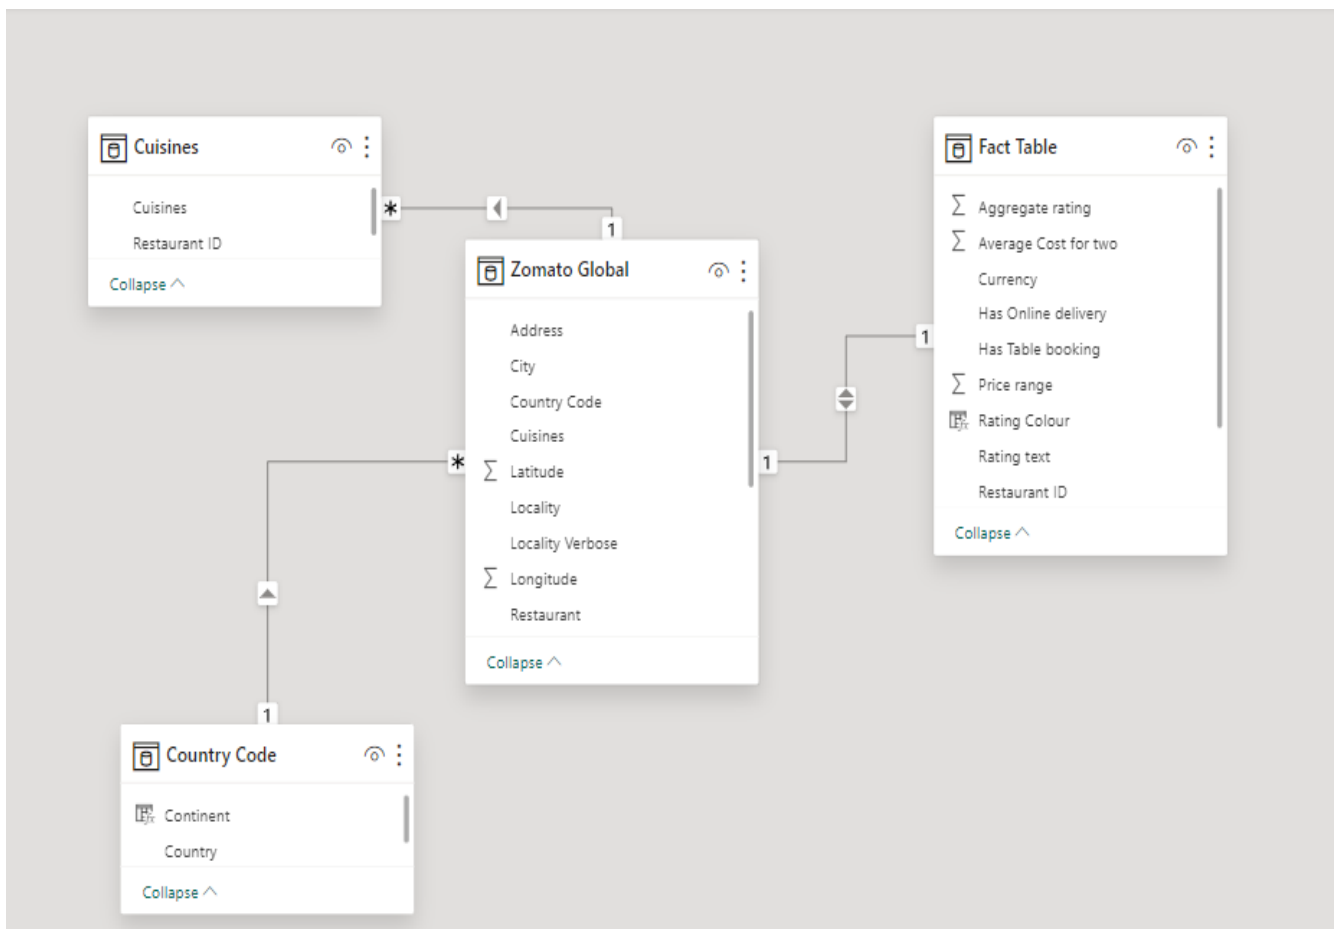 Cuisines
Cuisines
Restaurant ID
Collapse
*
1
Zomato Global
Address
City
Country Code
Cuisines
Σ Latitude
Locality
Locality Verbose
Σ Longitude
Restaurant
Collapse
*
1
1
Fact Table
Σ Aggregate rating
Σ Average Cost for two
Currency
Has Online delivery
Has Table booking
Σ Price range
Rating Colour
Rating text
Restaurant ID
Collapse
1
Country Code
Continent
Country
Collapse